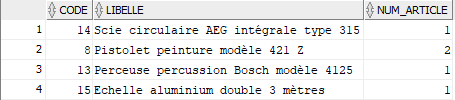 CODE LIBELLE NUM_ARTICLE
1 14 Scie circulaire AEG intégrale type 315 1
2 8 Pistolet peinture modèle 421 Z 2
3 13 Perceuse percussion Bosch modèle 4125 1
4 15 Echelle aluminium double 3 mètres 1